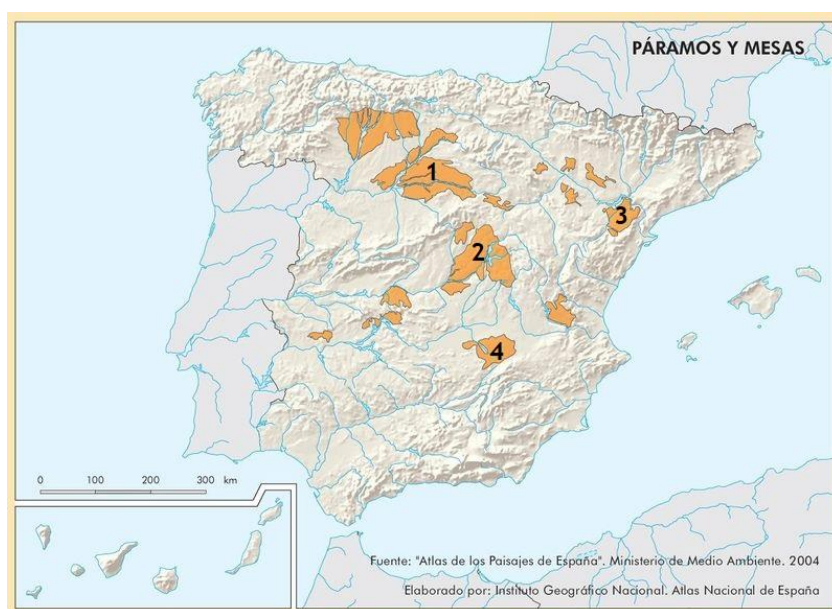 PÁRAMOS Y MESAS
1
3
2
4
0 100 200 300 km
Fuente: "Atlas de los Paisajes de España". Ministerio de Medio Ambiente. 2004
Elaborado por: Instituto Geográfico Nacional. Atlas Nacional de España